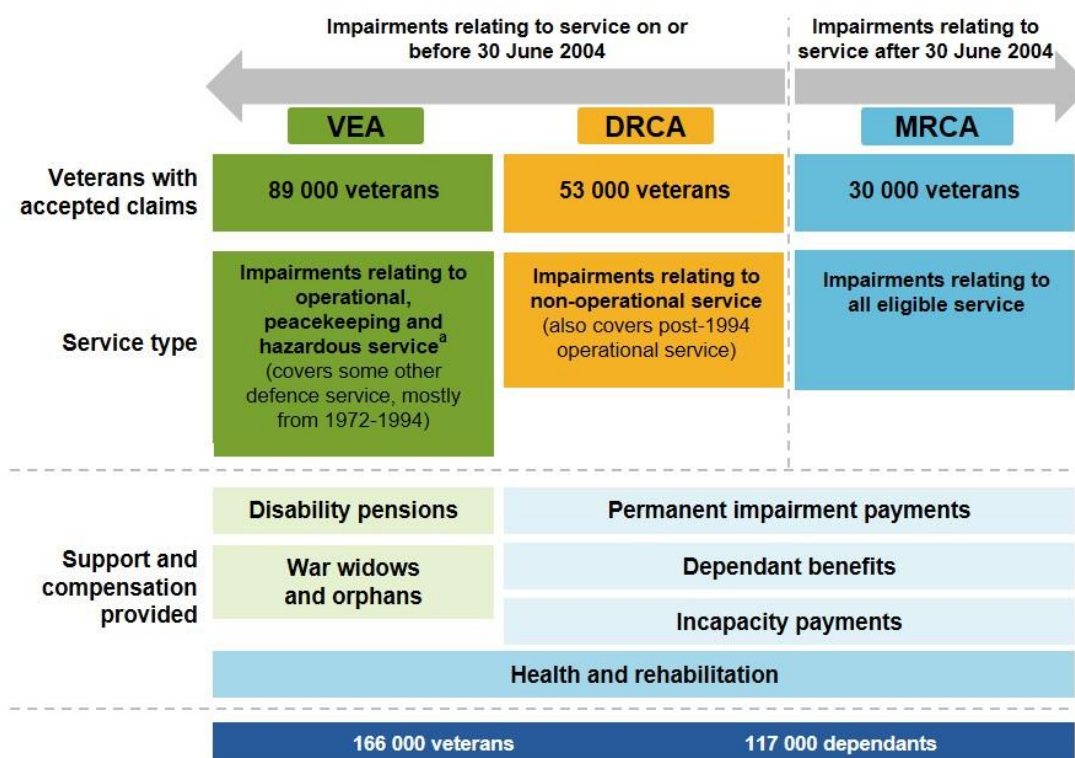 Impairments relating to service on or
before 30 June 2004
Impairments relating to
service after 30 June 2004
VEA
DRCA
MRCA
Veterans with
accepted claims
89 000 veterans
53 000 veterans
30 000 veterans
Service type
Impairments relating to
operational,
peacekeeping and
hazardous serviceª
(covers some other
defence service, mostly
from 1972-1994)
Impairments relating to
non-operational service
(also covers post-1994
operational service)
Impairments relating to
all eligible service
Support and
compensation
provided
Disability pensions
War widows
and orphans
Permanent impairment payments
Dependant benefits
Incapacity payments
Health and rehabilitation
166 000 veterans
117 000 dependants